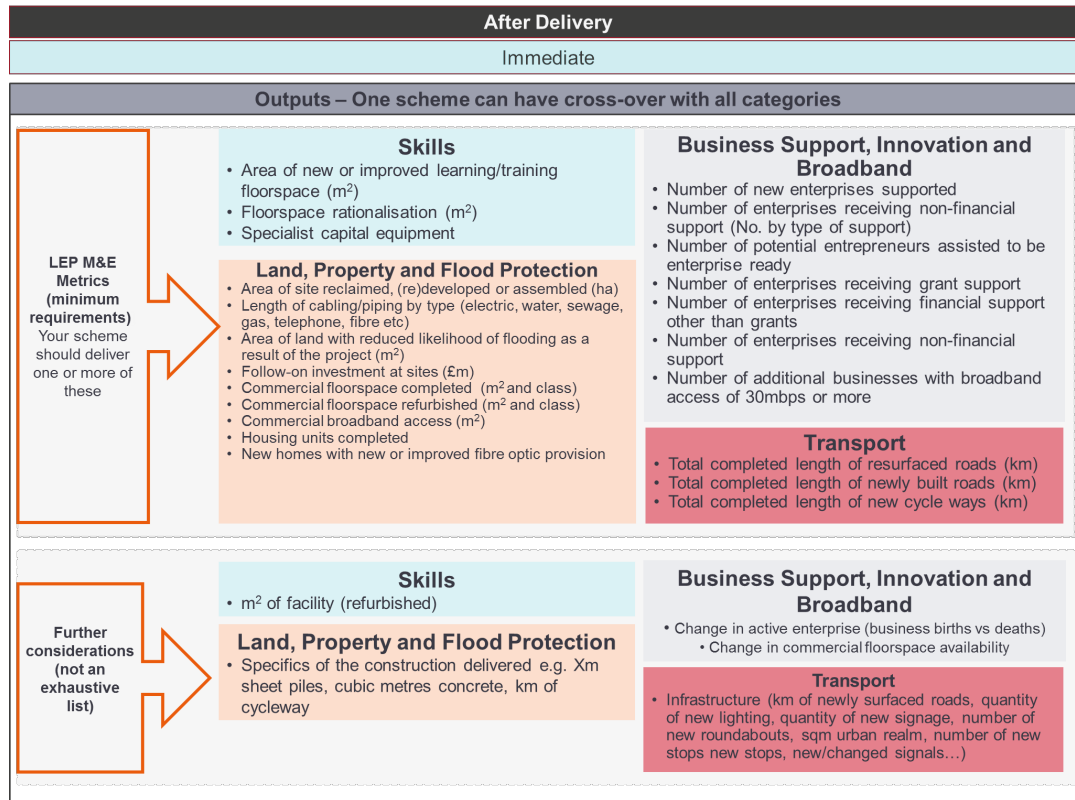 After Delivery
Immediate
Outputs – One scheme can have cross-over with all categories
LEP M&E
Metrics
(minimum
requirements)
Your scheme
should deliver
one or more of
these
Skills
• Area of new or improved learning/training
floorspace (m²)
• Floorspace rationalisation (m²)
• Specialist capital equipment
Land, Property and Flood Protection
• Area of site reclaimed, (re)developed or assembled (ha)
• Length of cabling/piping by type (electric, water, sewage,
gas, telephone, fibre etc)
• Area of land with reduced likelihood of flooding as a
result of the project (m²)
• Follow-on investment at sites (£m)
• Commercial floorspace completed (m² and class)
• Commercial floorspace refurbished (m² and class)
• Commercial broadband access (m²)
• Housing units completed
• New homes with new or improved fibre optic provision
Business Support, Innovation and
Broadband
• Number of new enterprises supported
• Number of enterprises receiving non-financial
support (No. by type of support)
• Number of potential entrepreneurs assisted to be
enterprise ready
• Number of enterprises receiving grant support
• Number of enterprises receiving financial support
other than grants
• Number of enterprises receiving non-financial
support
• Number of additional businesses with broadband
access of 30mbps or more
Transport
• Total completed length of resurfaced roads (km)
• Total completed length of newly built roads (km)
• Total completed length of new cycle ways (km)
Further
considerations
(not an
exhaustive
list)
Skills
• m² of facility (refurbished)
Land, Property and Flood Protection
• Specifics of the construction delivered e.g. Xm
sheet piles, cubic metres concrete, km of
cycleway
Business Support, Innovation and
Broadband
• Change in active enterprise (business births vs deaths)
• Change in commercial floorspace availability
Transport
• Infrastructure (km of newly surfaced roads, quantity
of new lighting, quantity of new signage, number of
new roundabouts, sqm urban realm, number of new
stops new stops, new/changed signals…)